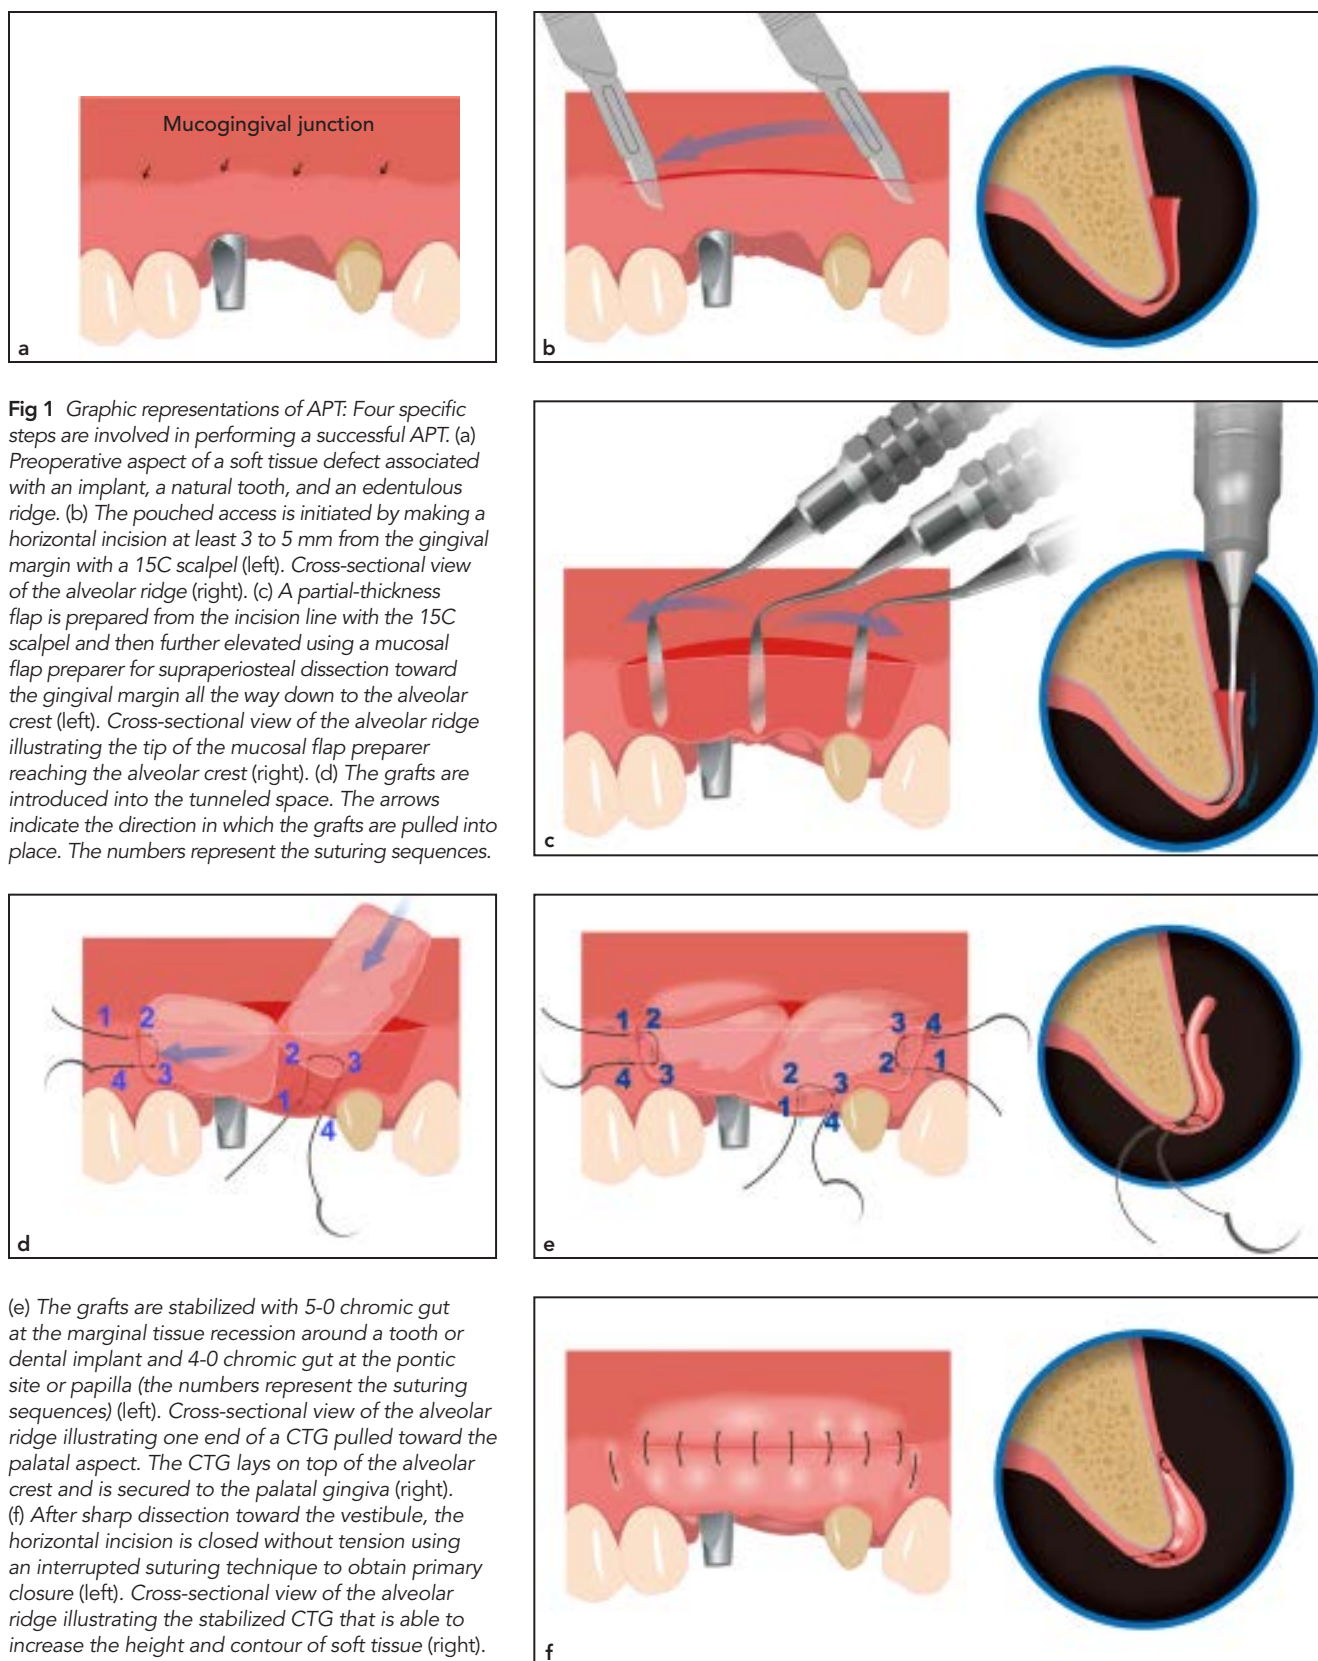 Mucogingival junction
a
b
Fig 1 Graphic representations of APT: Four specific
steps are involved in performing a successful APT. (a)
Preoperative aspect of a soft tissue defect associated
with an implant, a natural tooth, and an edentulous
ridge. (b) The pouched access is initiated by making a
horizontal incision at least 3 to 5 mm from the gingival
margin with a 15C scalpel (left). Cross-sectional view
of the alveolar ridge (right). (c) A partial-thickness
flap is prepared from the incision line with the 15C
scalpel and then further elevated using a mucosal
flap preparer for supraperiosteal dissection toward
the gingival margin all the way down to the alveolar
crest (left). Cross-sectional view of the alveolar ridge
illustrating the tip of the mucosal flap preparer
reaching the alveolar crest (right). (d) The grafts are
introduced into the tunneled space. The arrows
indicate the direction in which the grafts are pulled into
place. The numbers represent the suturing sequences.
c
1 2
4 3
2 3
1
4
d
1 2
4 3
2 3
1 4
3 4
2 1
e
(e) The grafts are stabilized with 5-0 chromic gut
at the marginal tissue recession around a tooth or
dental implant and 4-0 chromic gut at the pontic
site or papilla (the numbers represent the suturing
sequences) (left). Cross-sectional view of the alveolar
ridge illustrating one end of a CTG pulled toward the
palatal aspect. The CTG lays on top of the alveolar
crest and is secured to the palatal gingiva (right).
(f) After sharp dissection toward the vestibule, the
horizontal incision is closed without tension using
an interrupted suturing technique to obtain primary
closure (left). Cross-sectional view of the alveolar
ridge illustrating the stabilized CTG that is able to
increase the height and contour of soft tissue (right).
f